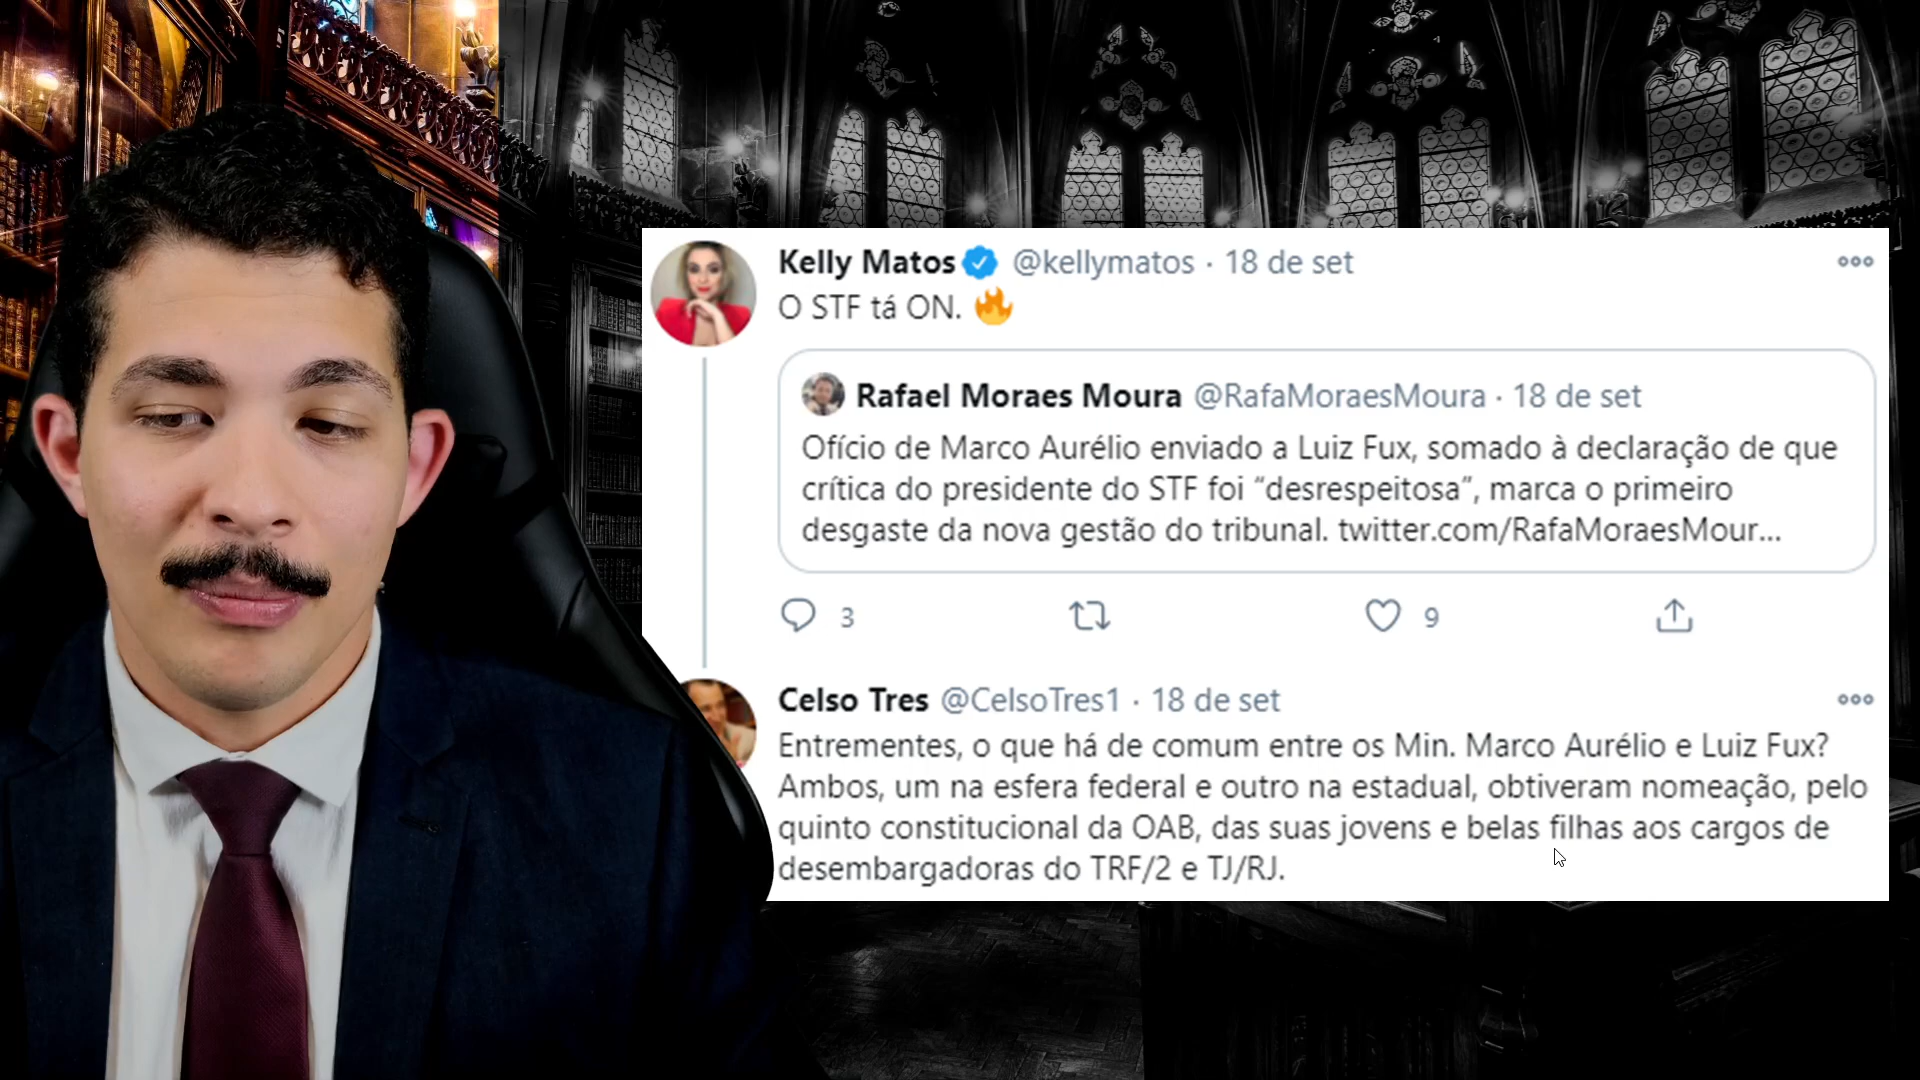 Kelly Matos @kellymatos · 18 de set
O STF tá ON. 🔥
Rafael Moraes Moura @RafaMoraesMoura · 18 de set
Ofício de Marco Aurélio enviado a Luiz Fux, somado à declaração de que
crítica do presidente do STF foi “desrespeitosa”, marca o primeiro
desgaste da nova gestão do tribunal. twitter.com/RafaMoraesMour...
3 9
Celso Tres @CelsoTres1 · 18 de set
Entrementes, o que há de comum entre os Min. Marco Aurélio e Luiz Fux?
Ambos, um na esfera federal e outro na estadual, obtiveram nomeação, pelo
quinto constitucional da OAB, das suas jovens e belas filhas aos cargos de
desembargadoras do TRF/2 e TJ/RJ.